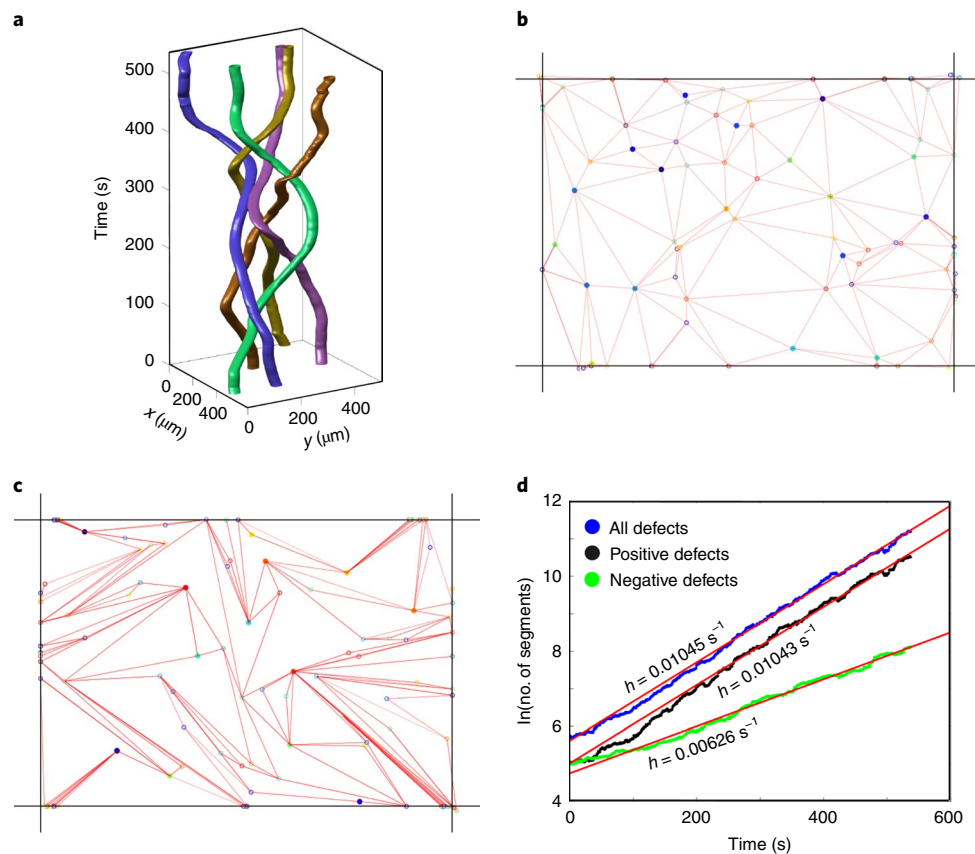 a
500
400
300
200
100
0
Time (s)
0
200
400
x (μm)
0
200
400
y (μm)
b
c
d
12
10
8
6
4
ln(no. of segments)
All defects
Positive defects
Negative defects
h = 0.01045 s⁻¹
h = 0.01043 s⁻¹
h = 0.00626 s⁻¹
0
200
400
600
Time (s)